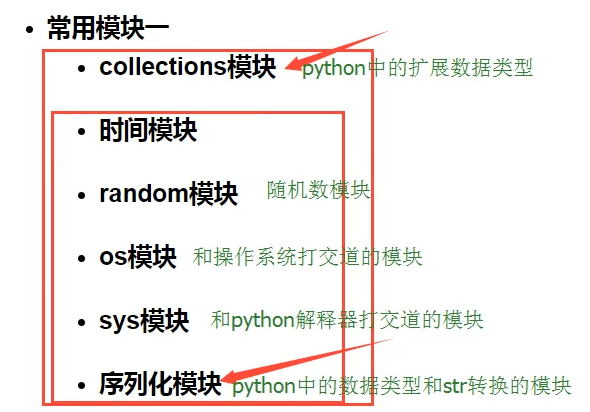 常用模块一
collections模块 python中的扩展数据类型
时间模块
random模块 随机数模块
os模块 和操作系统打交道的模块
sys模块 和python解释器打交道的模块
序列化模块 python中的数据类型和str转换的模块